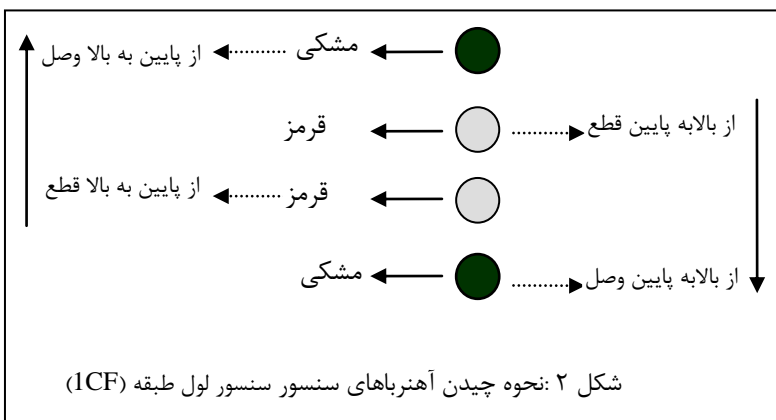 مشکی از پایین به بالا وصل
قرمز از بالابه پایین قطع
قرمز از پایین به بالا قطع
مشکی از بالابه پایین وصل
شکل ۲ :نحوه چیدن آهنرباهای سنسور سنسور لول طبقه (1CF)